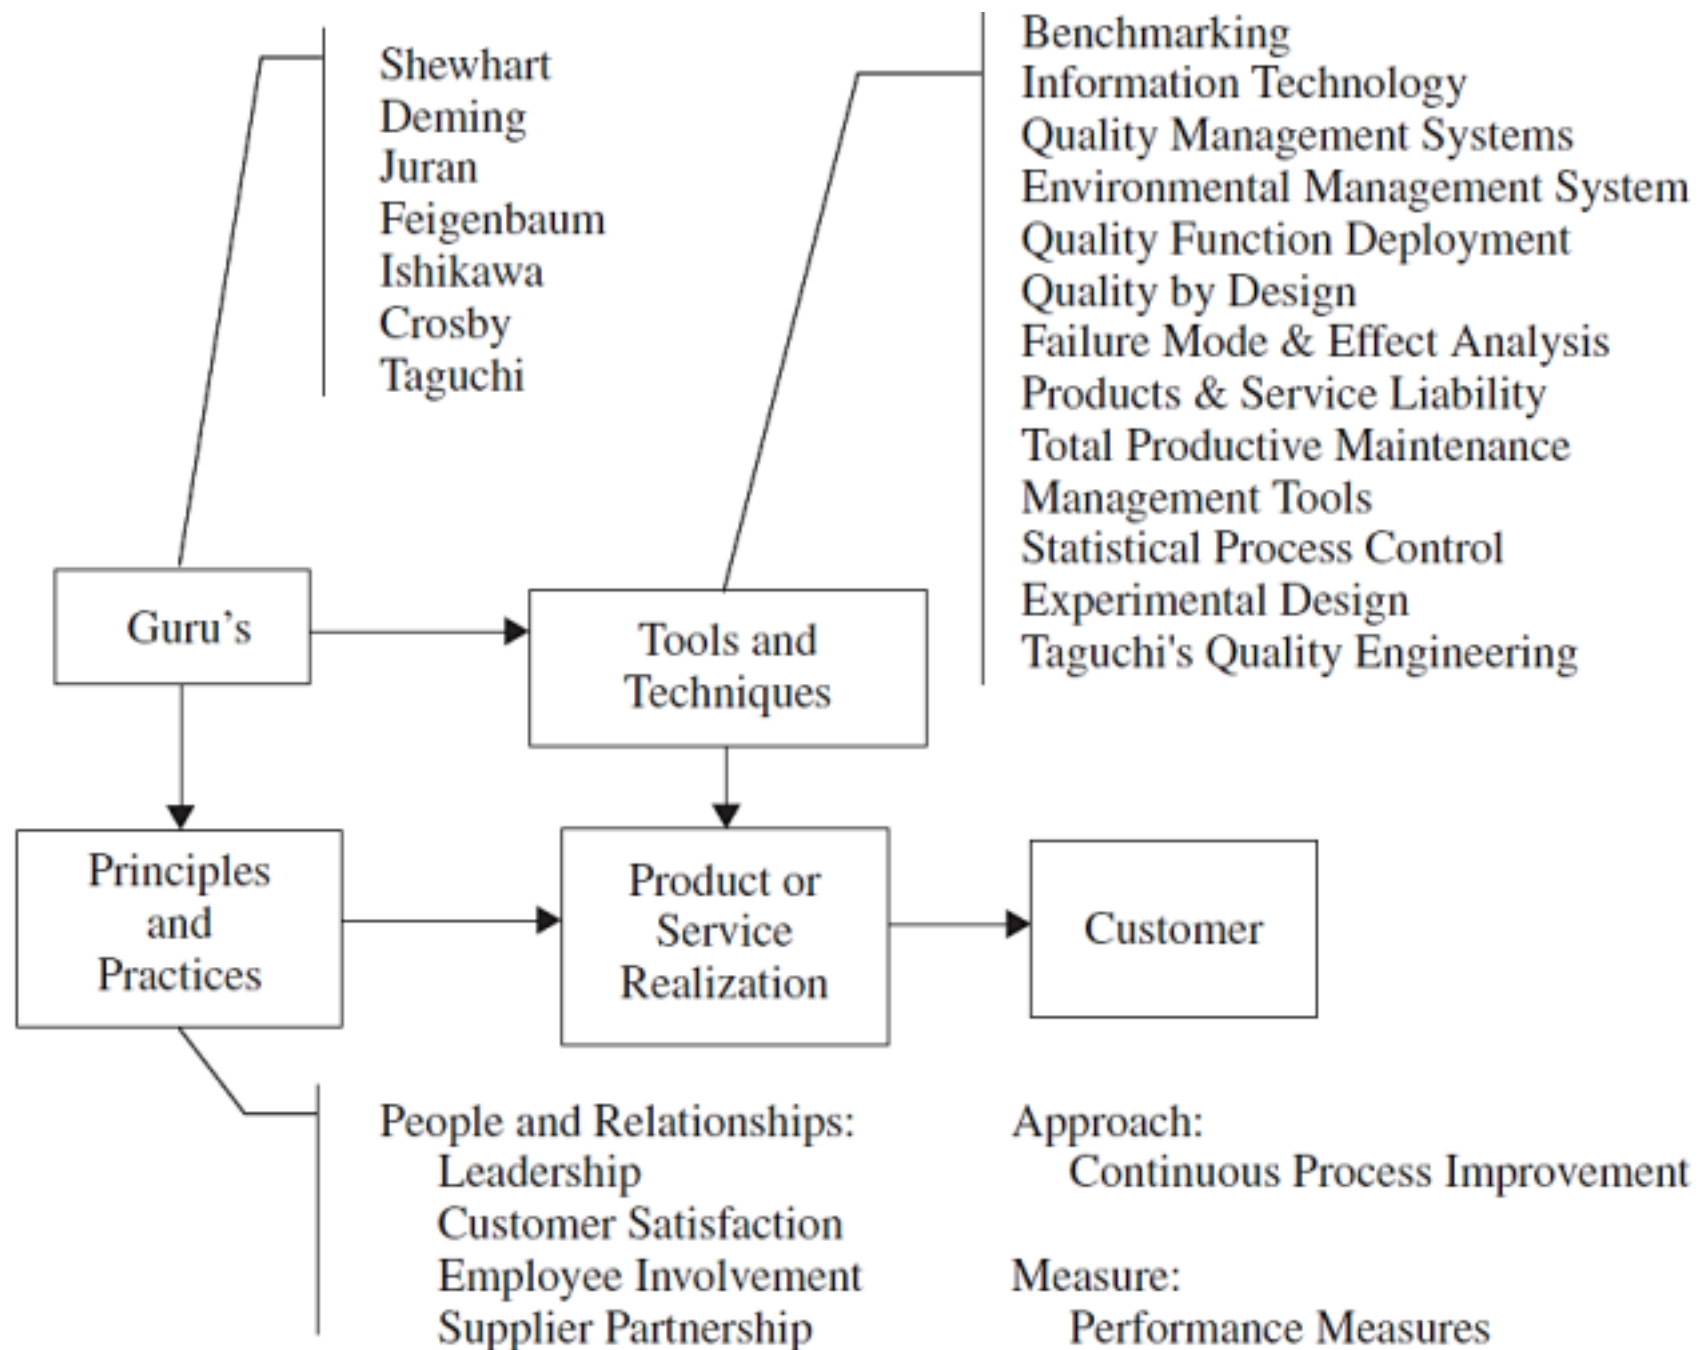 Shewhart
Deming
Juran
Feigenbaum
Ishikawa
Crosby
Taguchi
Benchmarking
Information Technology
Quality Management Systems
Environmental Management System
Quality Function Deployment
Quality by Design
Failure Mode & Effect Analysis
Products & Service Liability
Total Productive Maintenance
Management Tools
Statistical Process Control
Experimental Design
Taguchi's Quality Engineering
Guru’s
Tools and
Techniques
Principles
and
Practices
Product or
Service
Realization
Customer
People and Relationships:
Leadership
Customer Satisfaction
Employee Involvement
Supplier Partnership
Approach:
Continuous Process Improvement
Measure:
Performance Measures